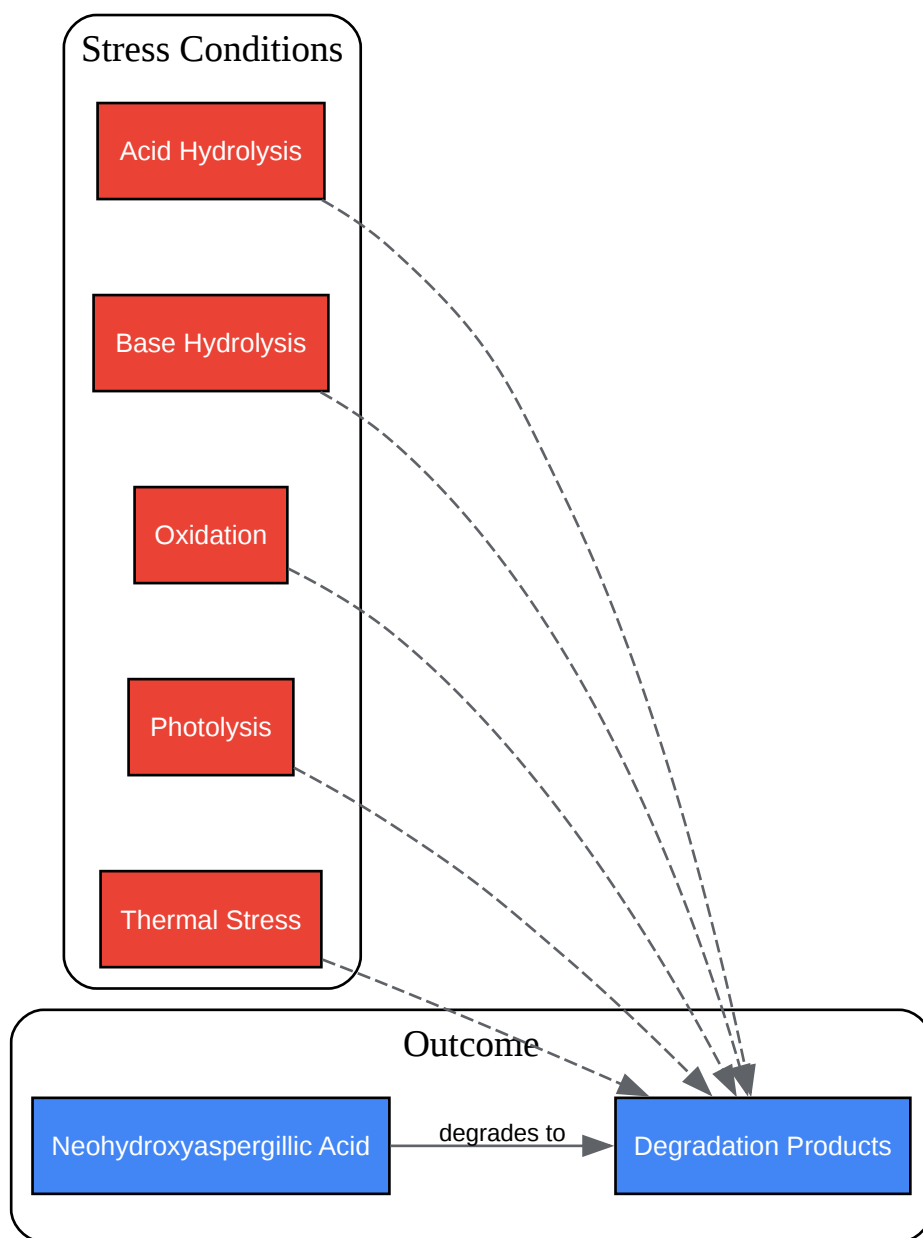 Stress Conditions
Acid Hydrolysis
Base Hydrolysis
Oxidation
Photolysis
Thermal Stress
Outcome
Neohydroxyaspergillic Acid
degrades to
Degradation Products